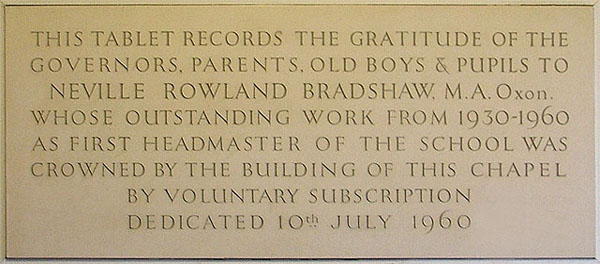 THIS TABLET RECORDS THE GRATITUDE OF THE
GOVERNORS, PARENTS, OLD BOYS & PUPILS TO
NEVILLE ROWLAND BRADSHAW, M.A. Oxon.
WHOSE OUTSTANDING WORK FROM 1930-1960
AS FIRST HEADMASTER OF THE SCHOOL WAS
CROWNED BY THE BUILDING OF THIS CHAPEL
BY VOLUNTARY SUBSCRIPTION
DEDICATED 10th JULY 1960